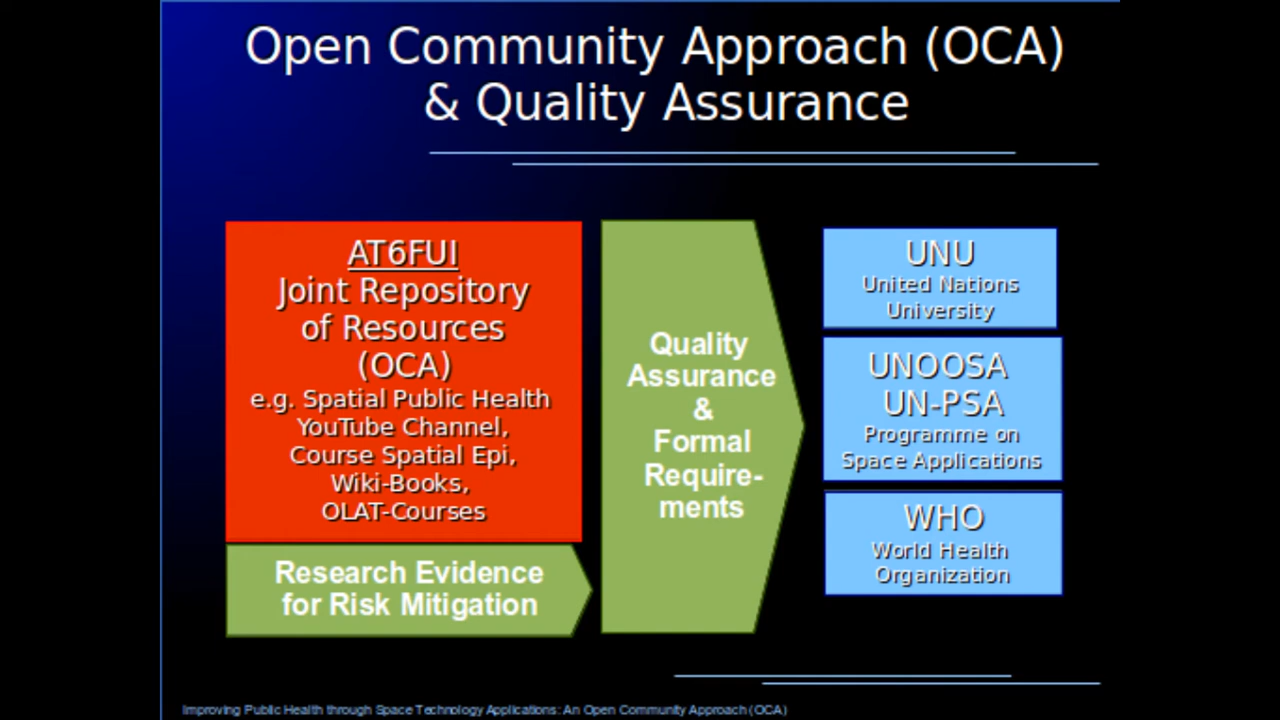 Open Community Approach (OCA)
& Quality Assurance
AT6FUI
Joint Repository
of Resources
(OCA)
e.g. Spatial Public Health
YouTube Channel,
Course Spatial Epi,
Wiki-Books,
OLAT-Courses
Research Evidence
for Risk Mitigation
Quality
Assurance
&
Formal
Require-
ments
UNU
United Nations
University
UNOOSA
UN-PSA
Programme on
Space Applications
WHO
World Health
Organization
Improving Public Health through Space Technology Applications: An Open Community Approach (OCA)